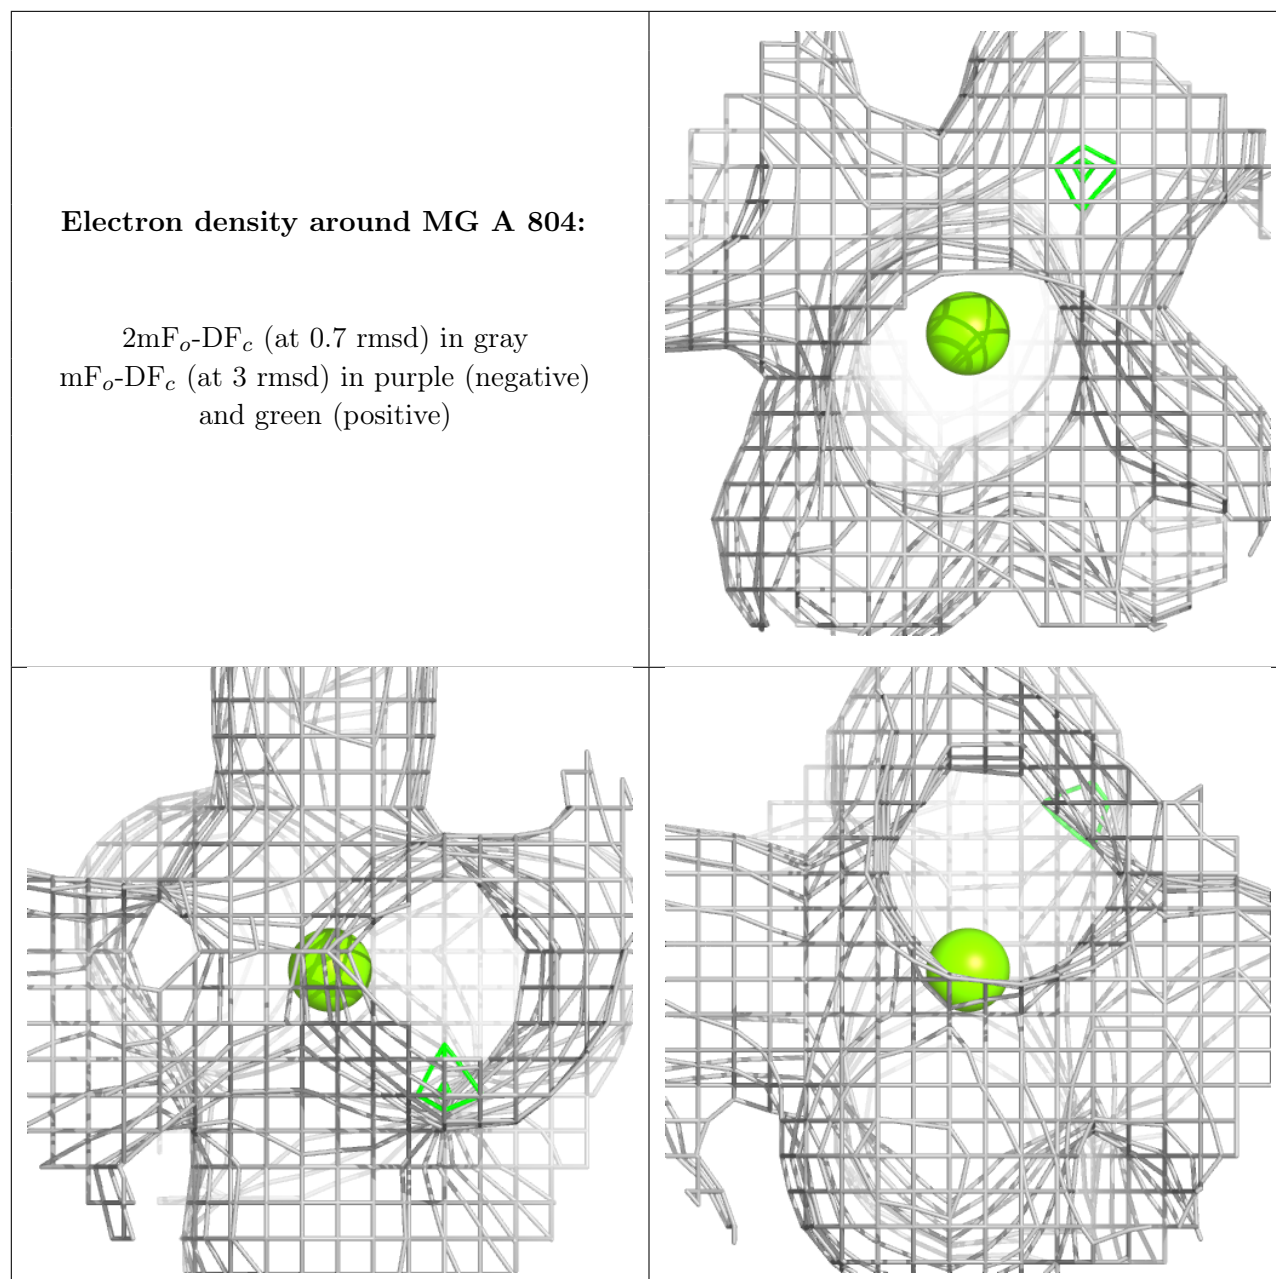 Electron density around MG A 804:
2mFo-DFc (at 0.7 rmsd) in gray
mFo-DFc (at 3 rmsd) in purple (negative)
and green (positive)